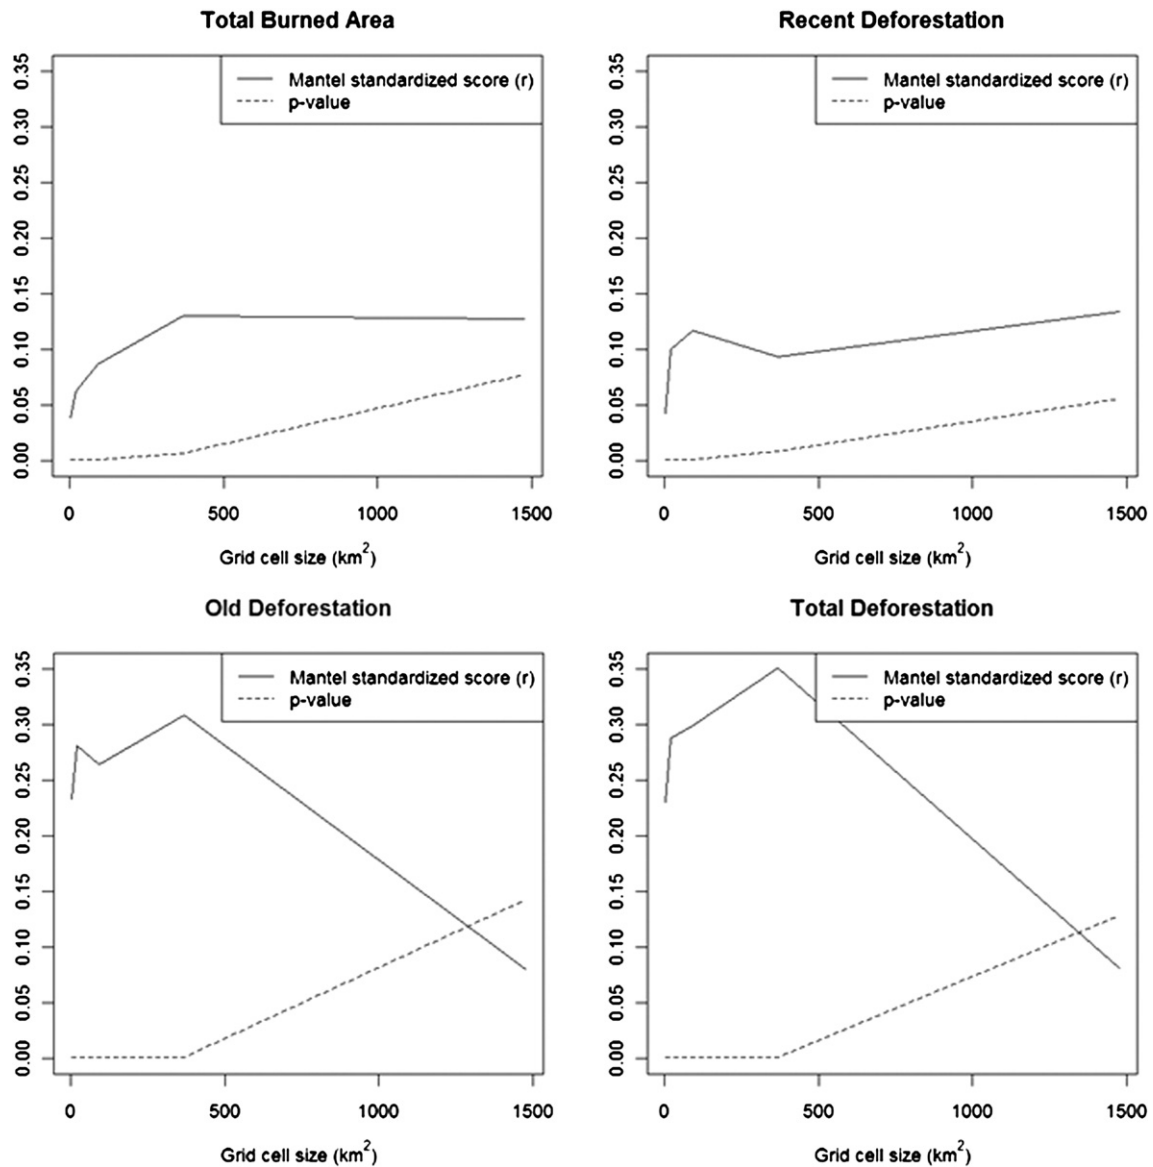 Total Burned Area
Mantel standardized score (r)
p-value
0.35
0.30
0.25
0.20
0.15
0.10
0.05
0.00
0 500 1000 1500
Grid cell size (km²)
Recent Deforestation
Mantel standardized score (r)
p-value
0.35
0.30
0.25
0.20
0.15
0.10
0.05
0.00
0 500 1000 1500
Grid cell size (km²)
Old Deforestation
Mantel standardized score (r)
p-value
0.35
0.30
0.25
0.20
0.15
0.10
0.05
0.00
0 500 1000 1500
Grid cell size (km²)
Total Deforestation
Mantel standardized score (r)
p-value
0.35
0.30
0.25
0.20
0.15
0.10
0.05
0.00
0 500 1000 1500
Grid cell size (km²)